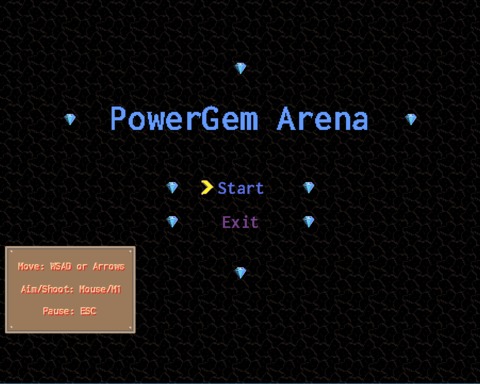 PowerGem Arena
Start
Exit
Move: WSAD or Arrows
Aim/Shoot: Mouse/M1
Pause: ESC